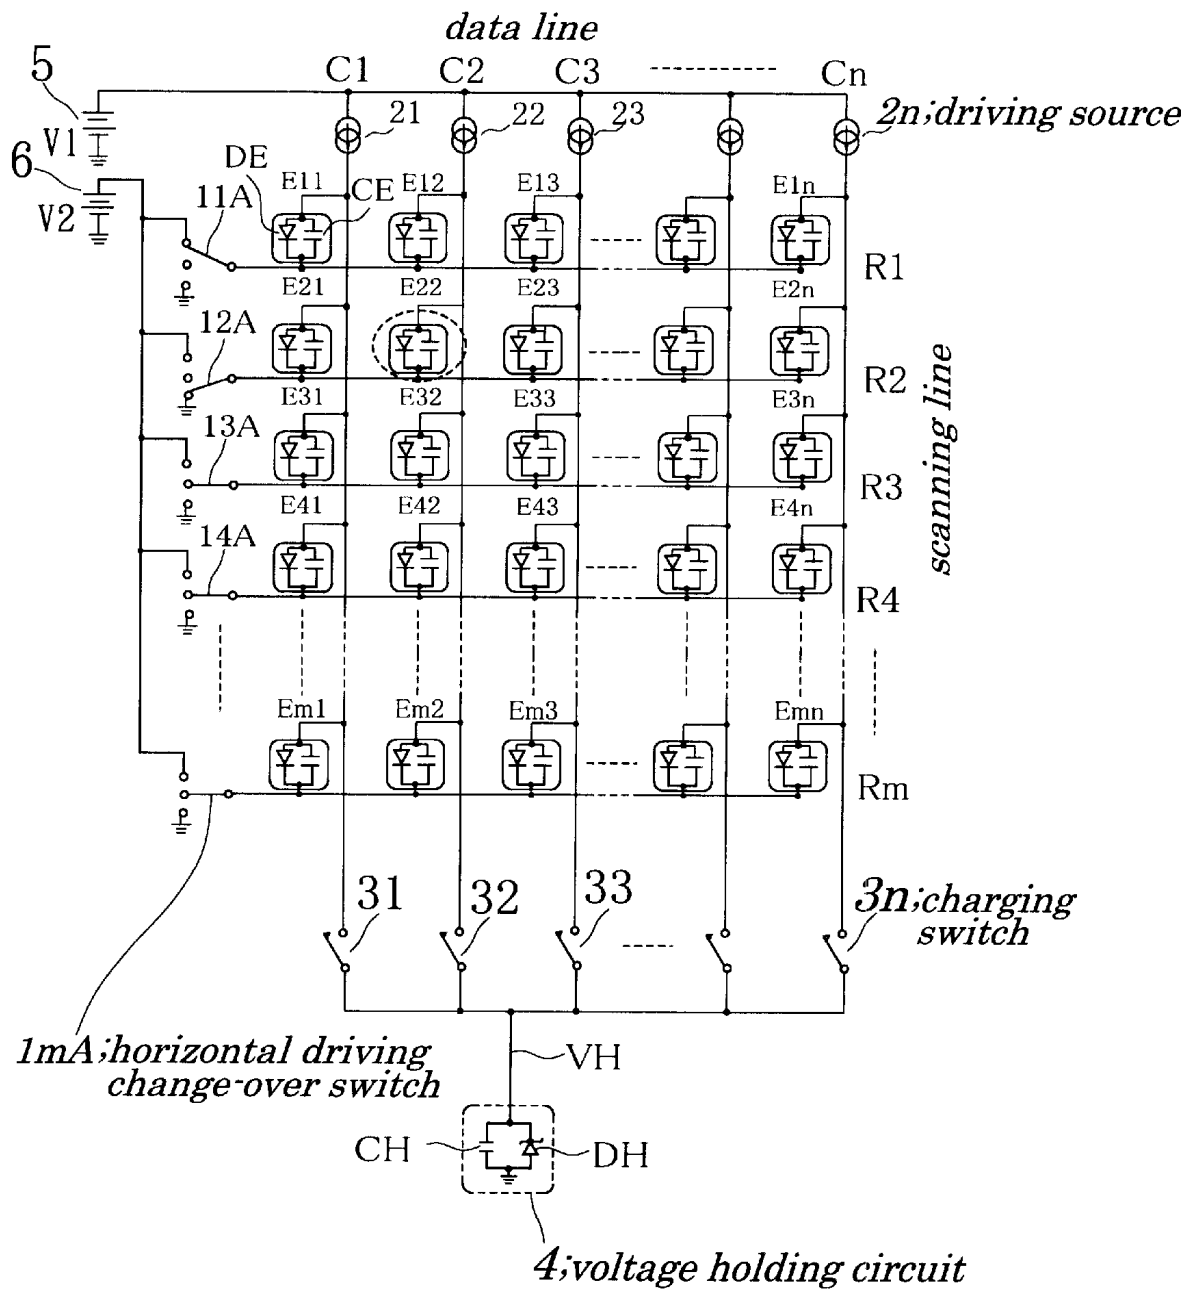 data line
5
C1 C2 C3 Cn
V1
21 22 23 2n;driving source
6
DE
E11 E12 E13 E1n
V2
11A
CE
R1
E21 E22 E23 E2n
12A
R2
E31 E32 E33 E3n
13A
R3
E41 E42 E43 E4n
14A
R4
scanning line
Em1 Em2 Em3 Emn
Rm
31 32 33 3n;charging
switch
1mA;horizontal driving
change-over switch
VH
CH DH
4;voltage holding circuit